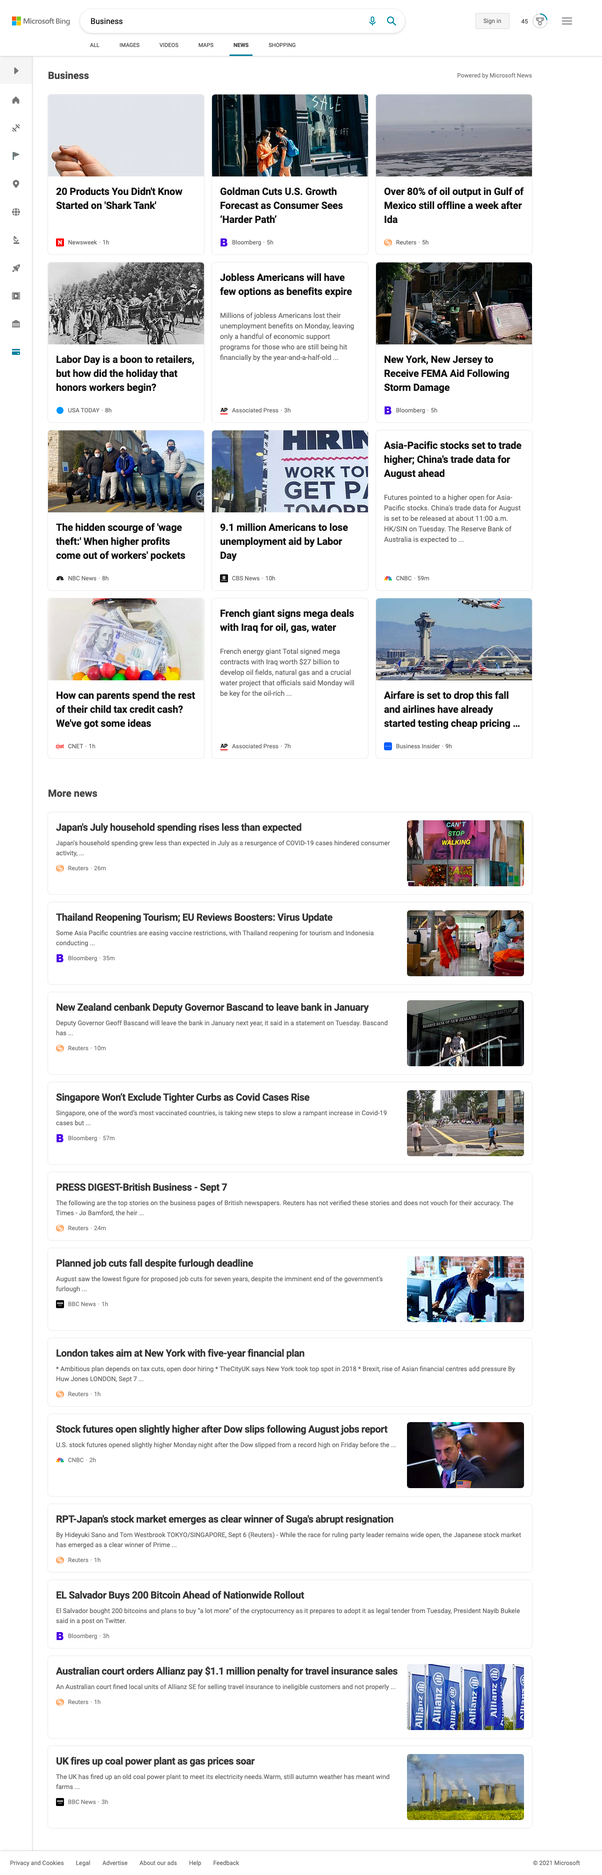 Microsoft Bing
Business
Sign in
45
ALL
IMAGES
VIDEOS
MAPS
NEWS
SHOPPING
Business
Powered by Microsoft News
SALE
20 Products You Didn't Know
Started on 'Shark Tank'
Newsweek · 1h
Goldman Cuts U.S. Growth
Forecast as Consumer Sees
'Harder Path'
Bloomberg · 5h
Over 80% of oil output in Gulf of
Mexico still offline a week after
Ida
Reuters · 5h
Labor Day is a boon to retailers,
but how did the holiday that
honors workers begin?
USA TODAY · 8h
Jobless Americans will have
few options as benefits expire
Millions of jobless Americans lost their
unemployment benefits on Monday, leaving
only a handful of economic support
programs for those who are still being hit
financially by the year-and-a-half-old ...
AP
Associated Press · 3h
New York, New Jersey to
Receive FEMA Aid Following
Storm Damage
Bloomberg · 5h
The hidden scourge of 'wage
theft:' When higher profits
come out of workers' pockets
NBC News · 8h
HIRIN
WORK TO
GET PA
TOMORR
9.1 million Americans to lose
unemployment aid by Labor
Day
CBS News · 10h
Asia-Pacific stocks set to trade
higher; China's trade data for
August ahead
Futures pointed to a higher open for Asia-
Pacific stocks. China's trade data for August
is set to be released at about 11:00 a.m.
HK/SIN on Tuesday. The Reserve Bank of
Australia is expected to ...
CNBC · 59m
How can parents spend the rest
of their child tax credit cash?
We've got some ideas
CNET · 1h
French giant signs mega deals
with Iraq for oil, gas, water
French energy giant Total signed mega
contracts with Iraq worth $27 billion to
develop oil fields, natural gas and a crucial
water project that officials said Monday will
be key for the oil-rich ...
AP
Associated Press · 7h
Airfare is set to drop this fall
and airlines have already
started testing cheap pricing ...
Business Insider · 9h
More news
Japan's July household spending rises less than expected
Japan's household spending grew less than expected in July as a resurgence of COVID-19 cases hindered consumer
activity, ...
Reuters · 26m
CAN'T
STOP
WALKING
Thailand Reopening Tourism; EU Reviews Boosters: Virus Update
Some Asia Pacific countries are easing vaccine restrictions, with Thailand reopening for tourism and Indonesia
conducting ...
Bloomberg · 35m
New Zealand cenbank Deputy Governor Bascand to leave bank in January
Deputy Governor Geoff Bascand will leave the bank in January next year, it said in a statement on Tuesday. Bascand
has ...
Reuters · 10m
Singapore Won't Exclude Tighter Curbs as Covid Cases Rise
Singapore, one of the word's most vaccinated countries, is taking new steps to slow a rampant increase in Covid-19
cases but ...
Bloomberg · 57m
PRESS DIGEST-British Business - Sept 7
The following are the top stories on the business pages of British newspapers. Reuters has not verified these stories and does not vouch for their accuracy. The
Times - Jo Bamford, the heir ...
Reuters · 24m
Planned job cuts fall despite furlough deadline
August saw the lowest figure for proposed job cuts for seven years, despite the imminent end of the government's
furlough ...
BBC News · 1h
London takes aim at New York with five-year financial plan
* Ambitious plan depends on tax cuts, open door hiring * TheCityUK says New York took top spot in 2018 * Brexit, rise of Asian financial centres add pressure By
Huw Jones LONDON, Sept 7 ...
Reuters · 1h
Stock futures open slightly higher after Dow slips following August jobs report
U.S. stock futures opened slightly higher Monday night after the Dow slipped from a record high on Friday before the ...
CNBC · 2h
RPT-Japan's stock market emerges as clear winner of Suga's abrupt resignation
By Hideyuki Sano and Tom Westbrook TOKYO/SINGAPORE, Sept 6 (Reuters) - While the race for ruling party leader remains wide open, the Japanese stock market
has emerged as a clear winner of Prime ...
Reuters · 1h
EL Salvador Buys 200 Bitcoin Ahead of Nationwide Rollout
El Salvador bought 200 bitcoins and plans to buy "a lot more" of the cryptocurrency as it prepares to adopt it as legal tender from Tuesday, President Nayib Bukele
said in a post on Twitter.
Bloomberg · 3h
Australian court orders Allianz pay $1.1 million penalty for travel insurance sales
An Australian court fined local units of Allianz SE for selling travel insurance to ineligible customers and not properly ...
Reuters · 1h
Allianz
Allianz
Allianz
Allianz
UK fires up coal power plant as gas prices soar
The UK has fired up an old coal power plant to meet its electricity needs.Warm, still autumn weather has meant wind
farms ...
BBC News · 3h
Privacy and Cookies
Legal
Advertise
About our ads
Help
Feedback
© 2021 Microsoft